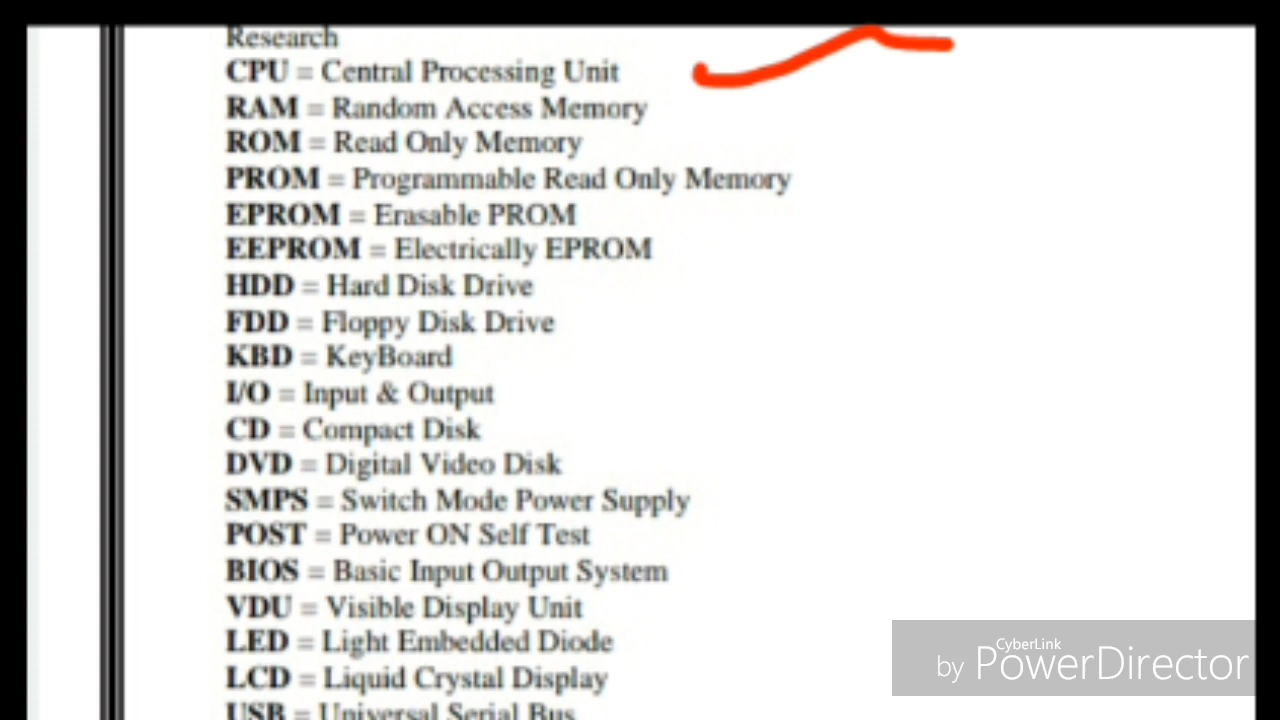 Research
CPU = Central Processing Unit
RAM = Random Access Memory
ROM = Read Only Memory
PROM = Programmable Read Only Memory
EPROM = Erasable PROM
EEPROM = Electrically EPROM
HDD = Hard Disk Drive
FDD = Floppy Disk Drive
KBD = KeyBoard
I/O = Input & Output
CD = Compact Disk
DVD = Digital Video Disk
SMPS = Switch Mode Power Supply
POST = Power ON Self Test
BIOS = Basic Input Output System
VDU = Visible Display Unit
LED = Light Embedded Diode
LCD = Liquid Crystal Display
USB = Universal Serial Bus
CyberLink
by PowerDirector